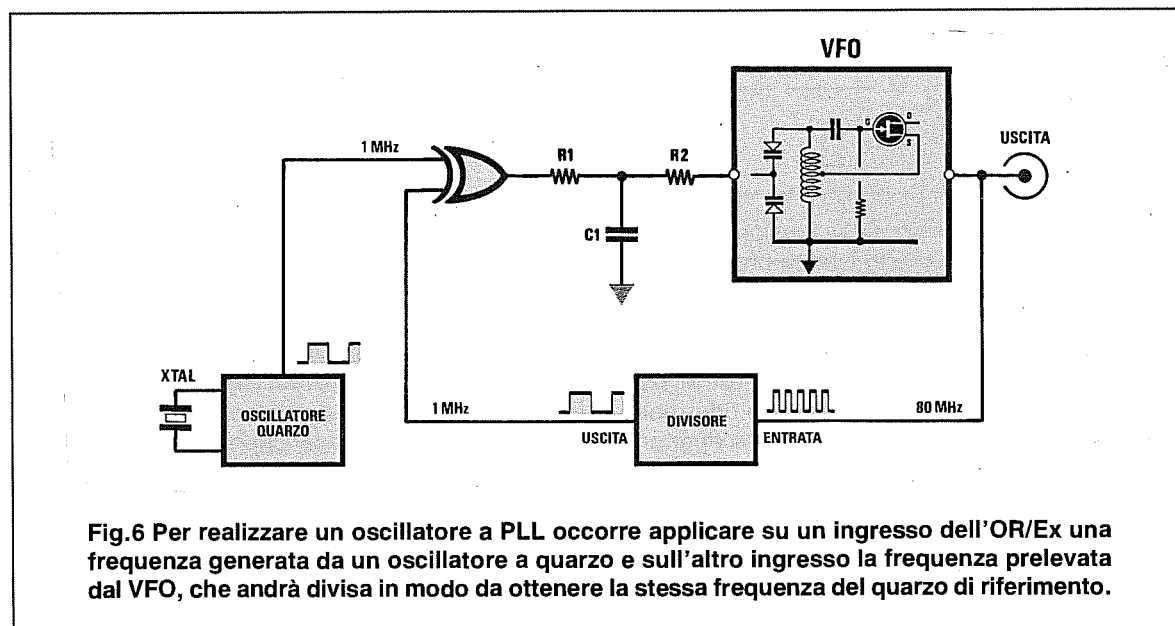 VFO
G
D
S
USCITA
1 MHz
R1
R2
C1
XTAL
OSCILLATORE
QUARZO
1 MHz
USCITA
DIVISORE
ENTRATA
80 MHz
Fig.6 Per realizzare un oscillatore a PLL occorre applicare su un ingresso dell'OR/Ex una
frequenza generata da un oscillatore a quarzo e sull'altro ingresso la frequenza prelevata
dal VFO, che andrà divisa in modo da ottenere la stessa frequenza del quarzo di riferimento.